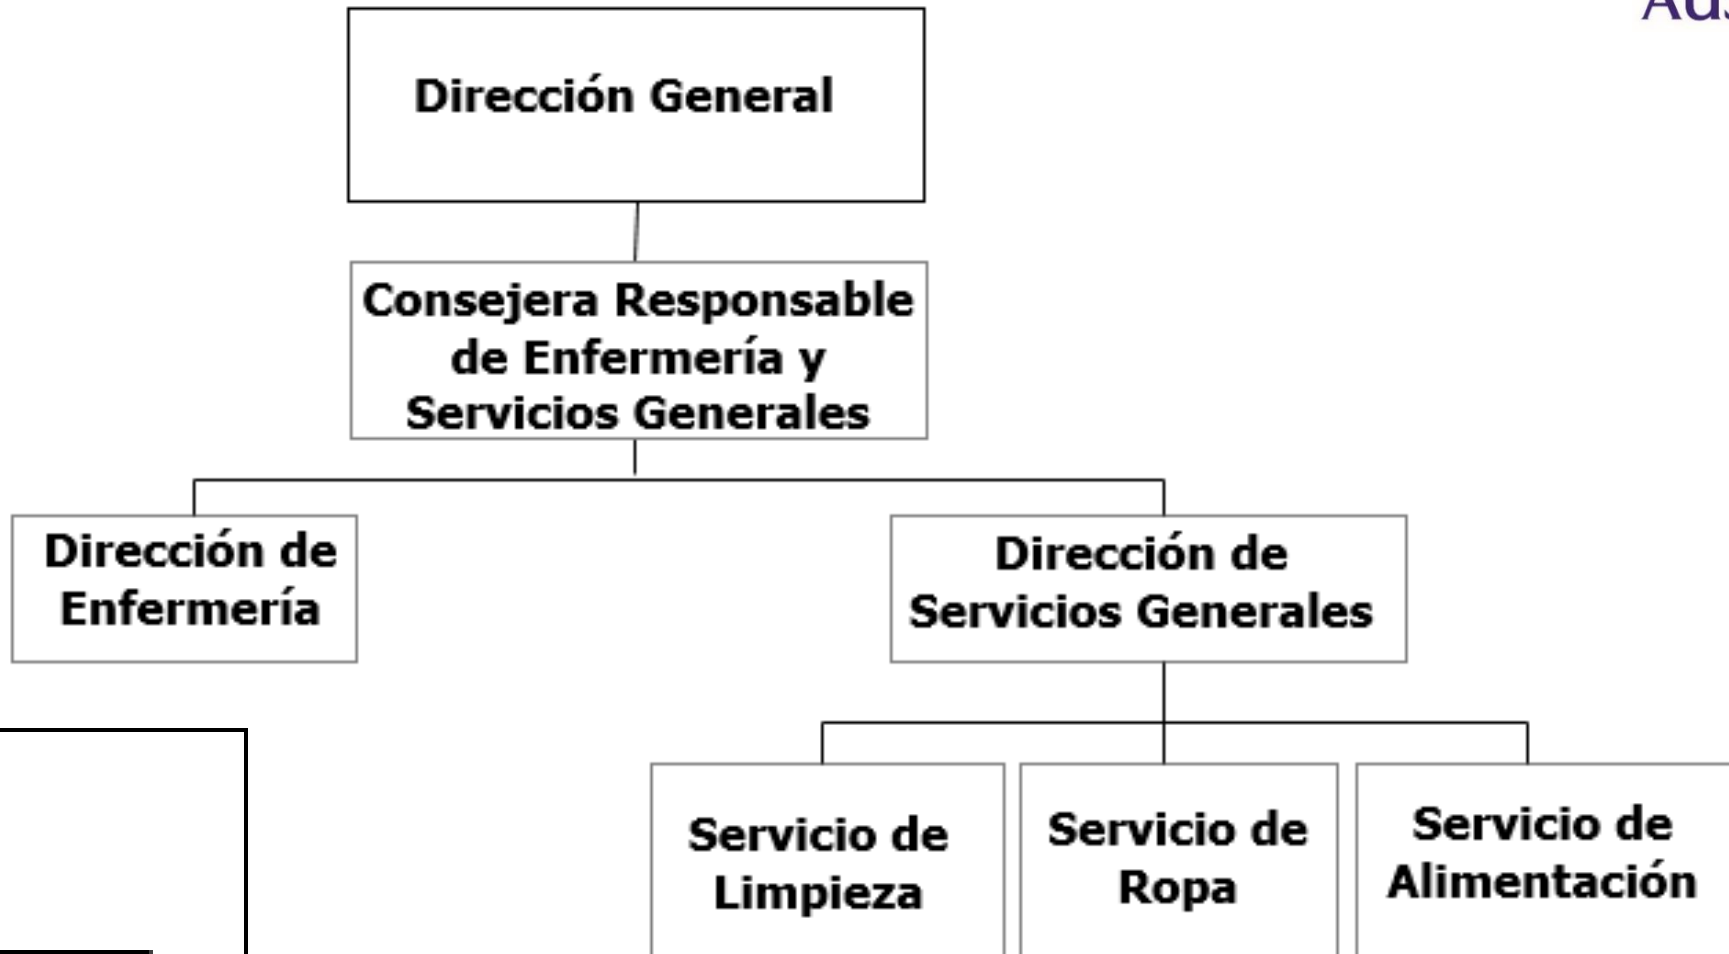 Dirección General
Consejera Responsable
de Enfermería y
Servicios Generales
Dirección de
Enfermería
Dirección de
Servicios Generales
Servicio de
Limpieza
Servicio de
Ropa
Servicio de
Alimentación